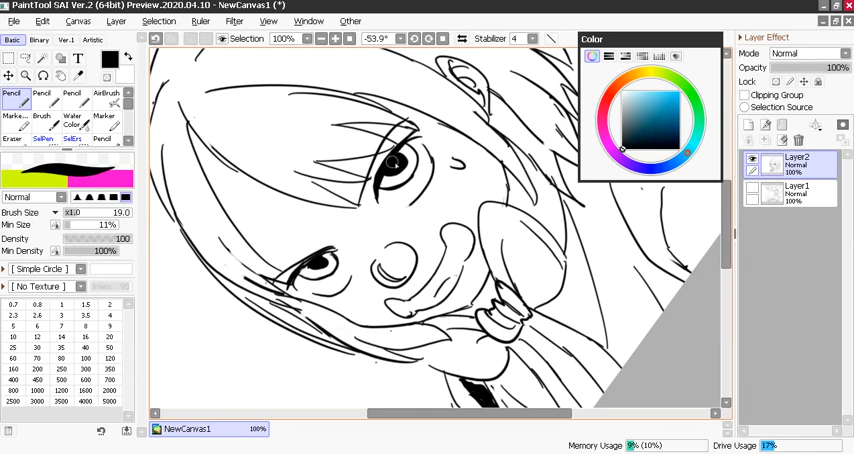 PaintTool SAI Ver.2 (64bit) Preview.2020.04.10 - NewCanvas1 (*)
File Edit Canvas Layer Selection Ruler Filter View Window Other
Basic Binary Ver.1 Artistic
Selection 100% -53.9° Stabilizer 4
Color
Layer Effect
Mode Normal
Opacity 100%
Lock
Clipping Group
Selection Source
T
Pencil Pencil Pencil AirBrush
Marke... Brush Water Color Marker
Eraser SelPen SelErs Pencil
Normal
Brush Size x1.0 19.0
Min Size 11%
Density 100
Min Density 100%
[ Simple Circle ]
[ No Texture ]
0.7 0.8 1 1.5 2
2.3 2.6 3 3.5 4
5 6 7 8 9
10 12 14 16 20
25 30 35 40 50
60 70 80 100 120
160 200 250 300 350
400 450 500 600 700
800 1000 1200 1400 1600
2500 3000 3500 4000 5000
Layer2
Normal
100%
Layer1
Normal
100%
NewCanvas1 100%
Memory Usage 9% (10%) Drive Usage 17%